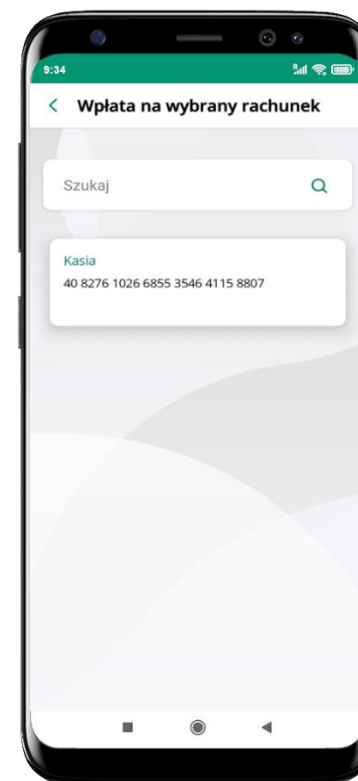 9:34
Wpłata na wybrany rachunek
Szukaj
Kasia
40 8276 1026 6855 3546 4115 8807